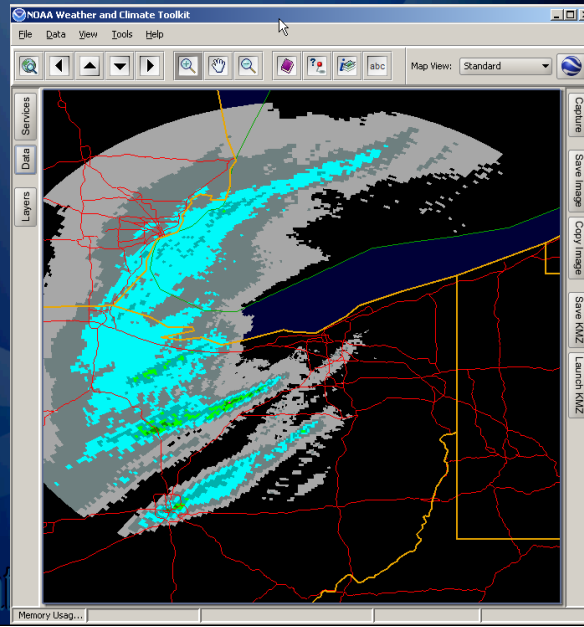 NOAA Weather and Climate Toolkit
File Data View Tools Help
abc Map View: Standard
Services
Data
Layers
Capture
Save Image
Copy Image
Save KMZ
Launch KMZ
Memory Usag...